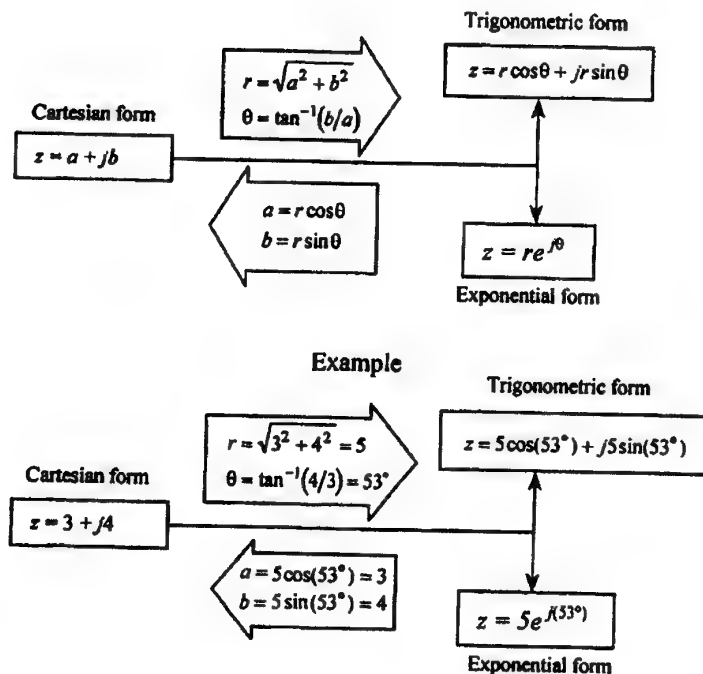 Trigonometric form
r = √a² + b²
θ = tan⁻¹(b/a)
z = r cosθ + jr sinθ
Cartesian form
z = a + jb
a = r cosθ
b = r sinθ
z = re^{jθ}
Exponential form
Example
Trigonometric form
r = √3² + 4² = 5
θ = tan⁻¹(4/3) = 53°
z = 5cos(53°) + j5sin(53°)
Cartesian form
z = 3 + j4
a = 5cos(53°) = 3
b = 5sin(53°) = 4
z = 5e^{j(53°)}
Exponential form